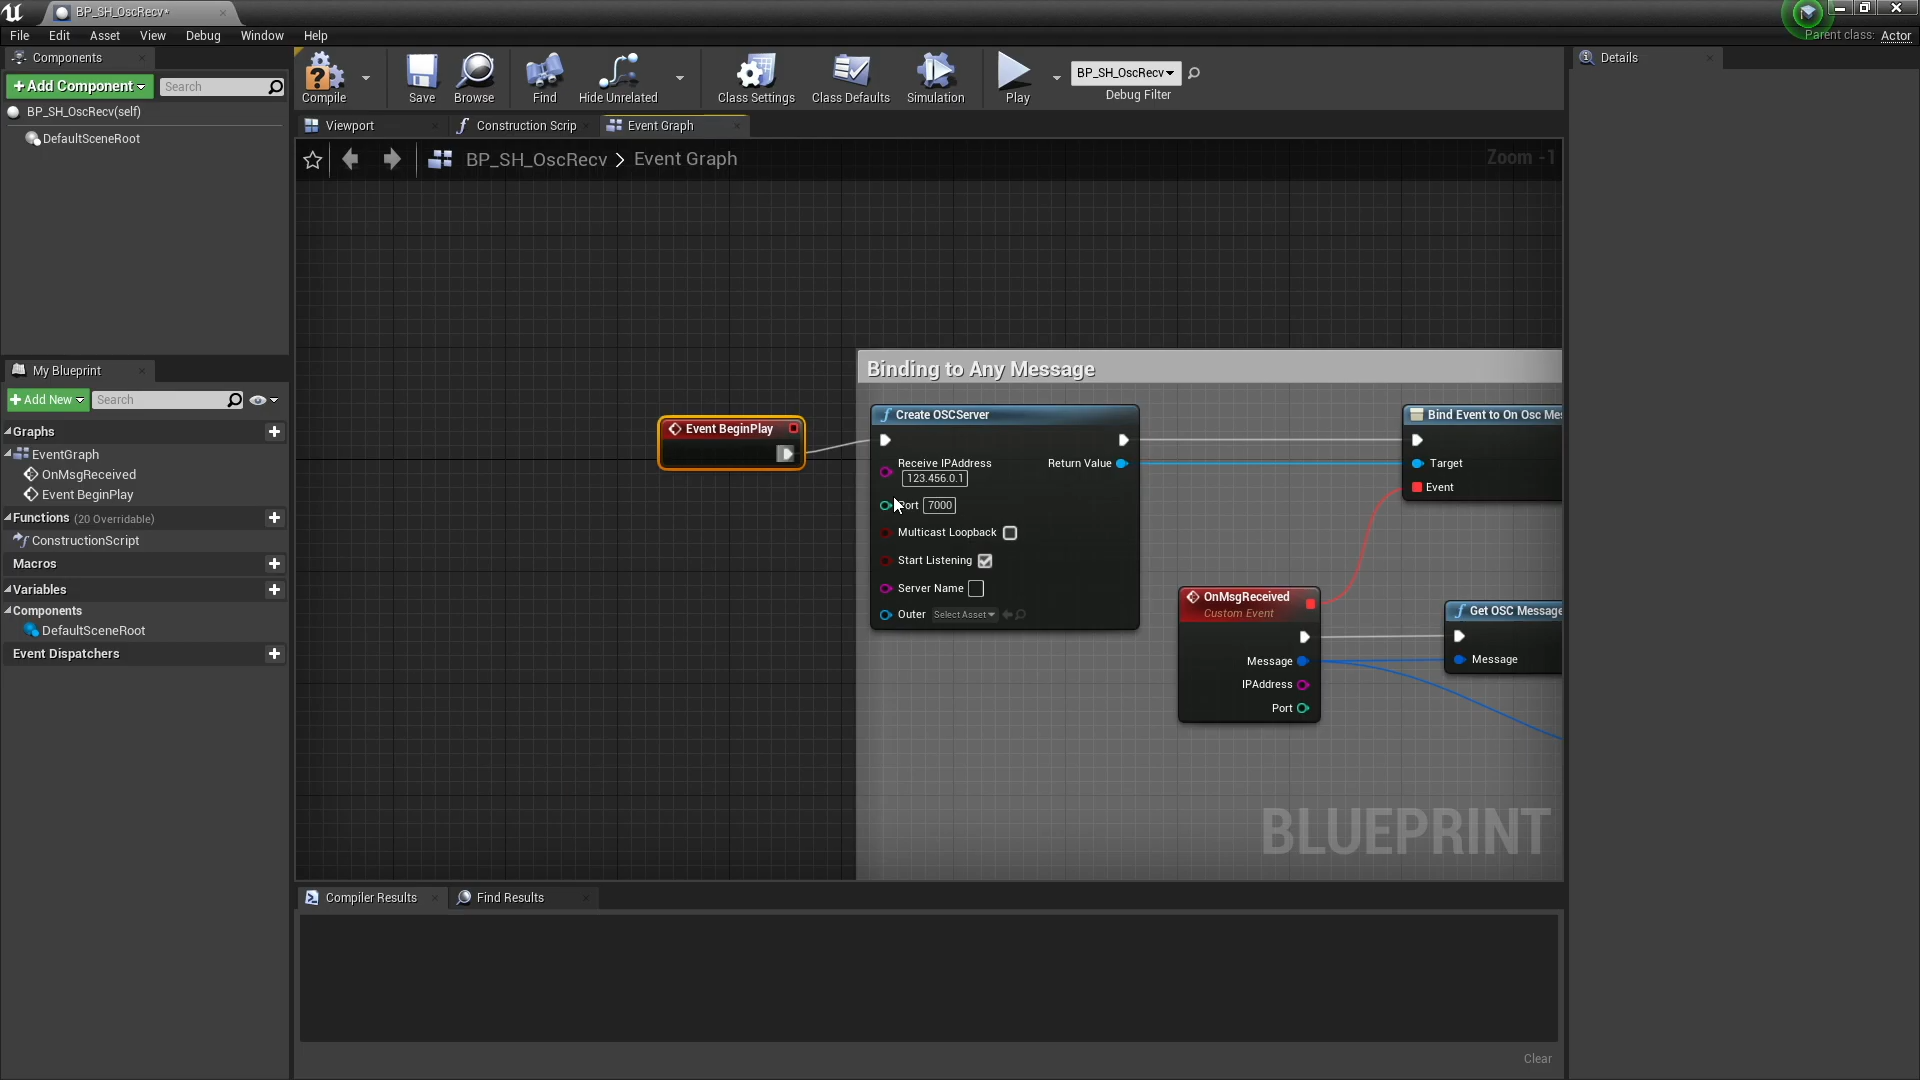 BP_SH_OscRecv*
Parent class: Actor
File Edit Asset View Debug Window Help
Components
+Add Component
Search
BP_SH_OscRecv(self)
DefaultSceneRoot
Compile
Save
Browse
Find
Hide Unrelated
Class Settings
Class Defaults
Simulation
Play
BP_SH_OscRecv
Debug Filter
Details
Viewport
Construction Scrip
Event Graph
BP_SH_OscRecv > Event Graph
Zoom -1
My Blueprint
+Add New
Search
Graphs
EventGraph
OnMsgReceived
Event BeginPlay
Functions (20 Overridable)
ConstructionScript
Macros
Variables
Components
DefaultSceneRoot
Event Dispatchers
Event BeginPlay
Binding to Any Message
Create OSCServer
Receive IPAddress
123.456.0.1
Return Value
Port 7000
Multicast Loopback
Start Listening
Server Name
Outer Select Asset
Bind Event to On Osc Mes
Target
Event
OnMsgReceived
Custom Event
Message
IPAddress
Port
Get OSC Message
Message
BLUEPRINT
Compiler Results
Find Results
Clear